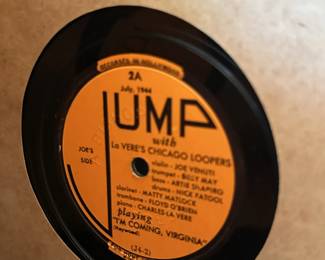 RECORDED IN HOLLYWOOD
2A
July, 1944
JUMP
with
La VERE'S CHICAGO LOOPERS
JOE'S
SIDE
violin - JOE VENUTI
trumpet - BILLY MAY
bass - ARTIE SHAPIRO
drums - NICK FATOOL
clarinet - MATTY MATLOCK
trombone - FLOYD O'BRIEN
piano - CHARLES LA VERE
playing
"I'M COMING, VIRGINIA"
(Heywood)
(24-2)